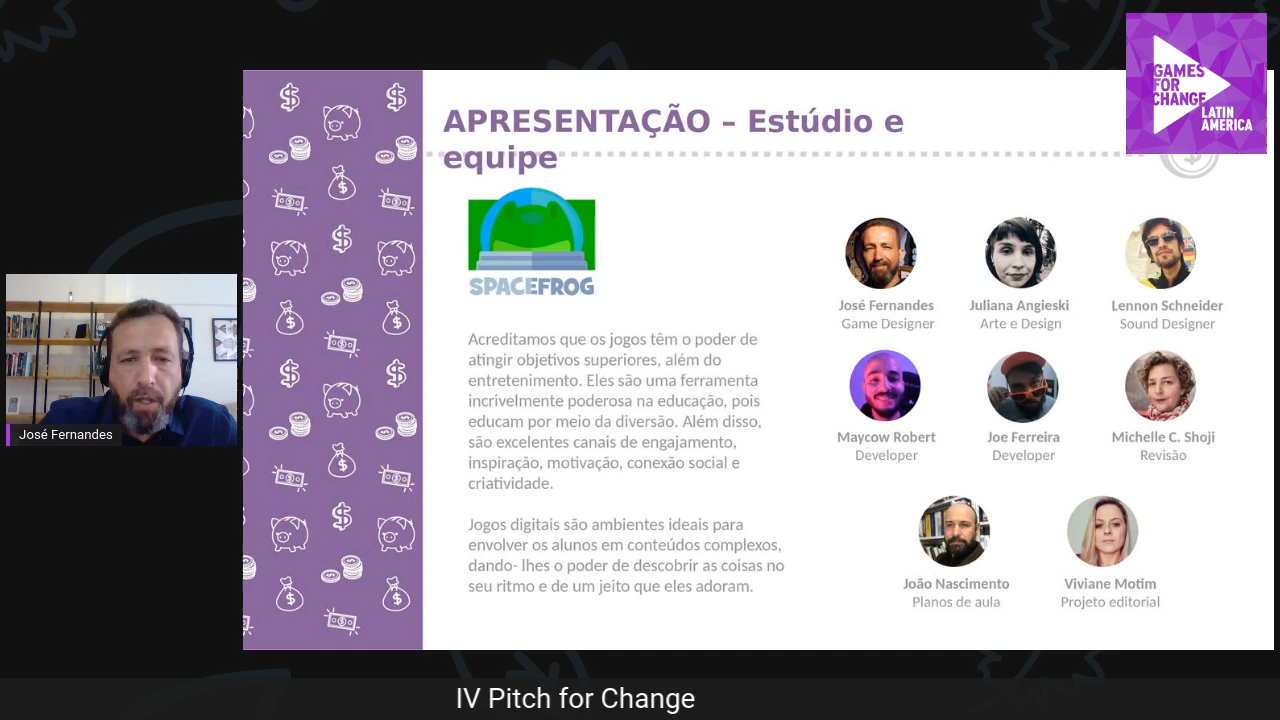 GAMES
FOR
CHANGE
LATIN
AMERICA
APRESENTAÇÃO – Estúdio e
equipe
SPACEFROG
Acreditamos que os jogos têm o poder de
atingir objetivos superiores, além do
entretenimento. Eles são uma ferramenta
incrivelmente poderosa na educação, pois
educam por meio da diversão. Além disso,
são excelentes canais de engajamento,
inspiração, motivação, conexão social e
criatividade.
Jogos digitais são ambientes ideais para
envolver os alunos em conteúdos complexos,
dando- lhes o poder de descobrir as coisas no
seu ritmo e de um jeito que eles adoram.
José Fernandes
Game Designer
Juliana Angieski
Arte e Design
Lennon Schneider
Sound Designer
Maycow Robert
Developer
Joe Ferreira
Developer
Michelle C. Shoji
Revisão
João Nascimento
Planos de aula
Viviane Motim
Projeto editorial
José Fernandes
IV Pitch for Change